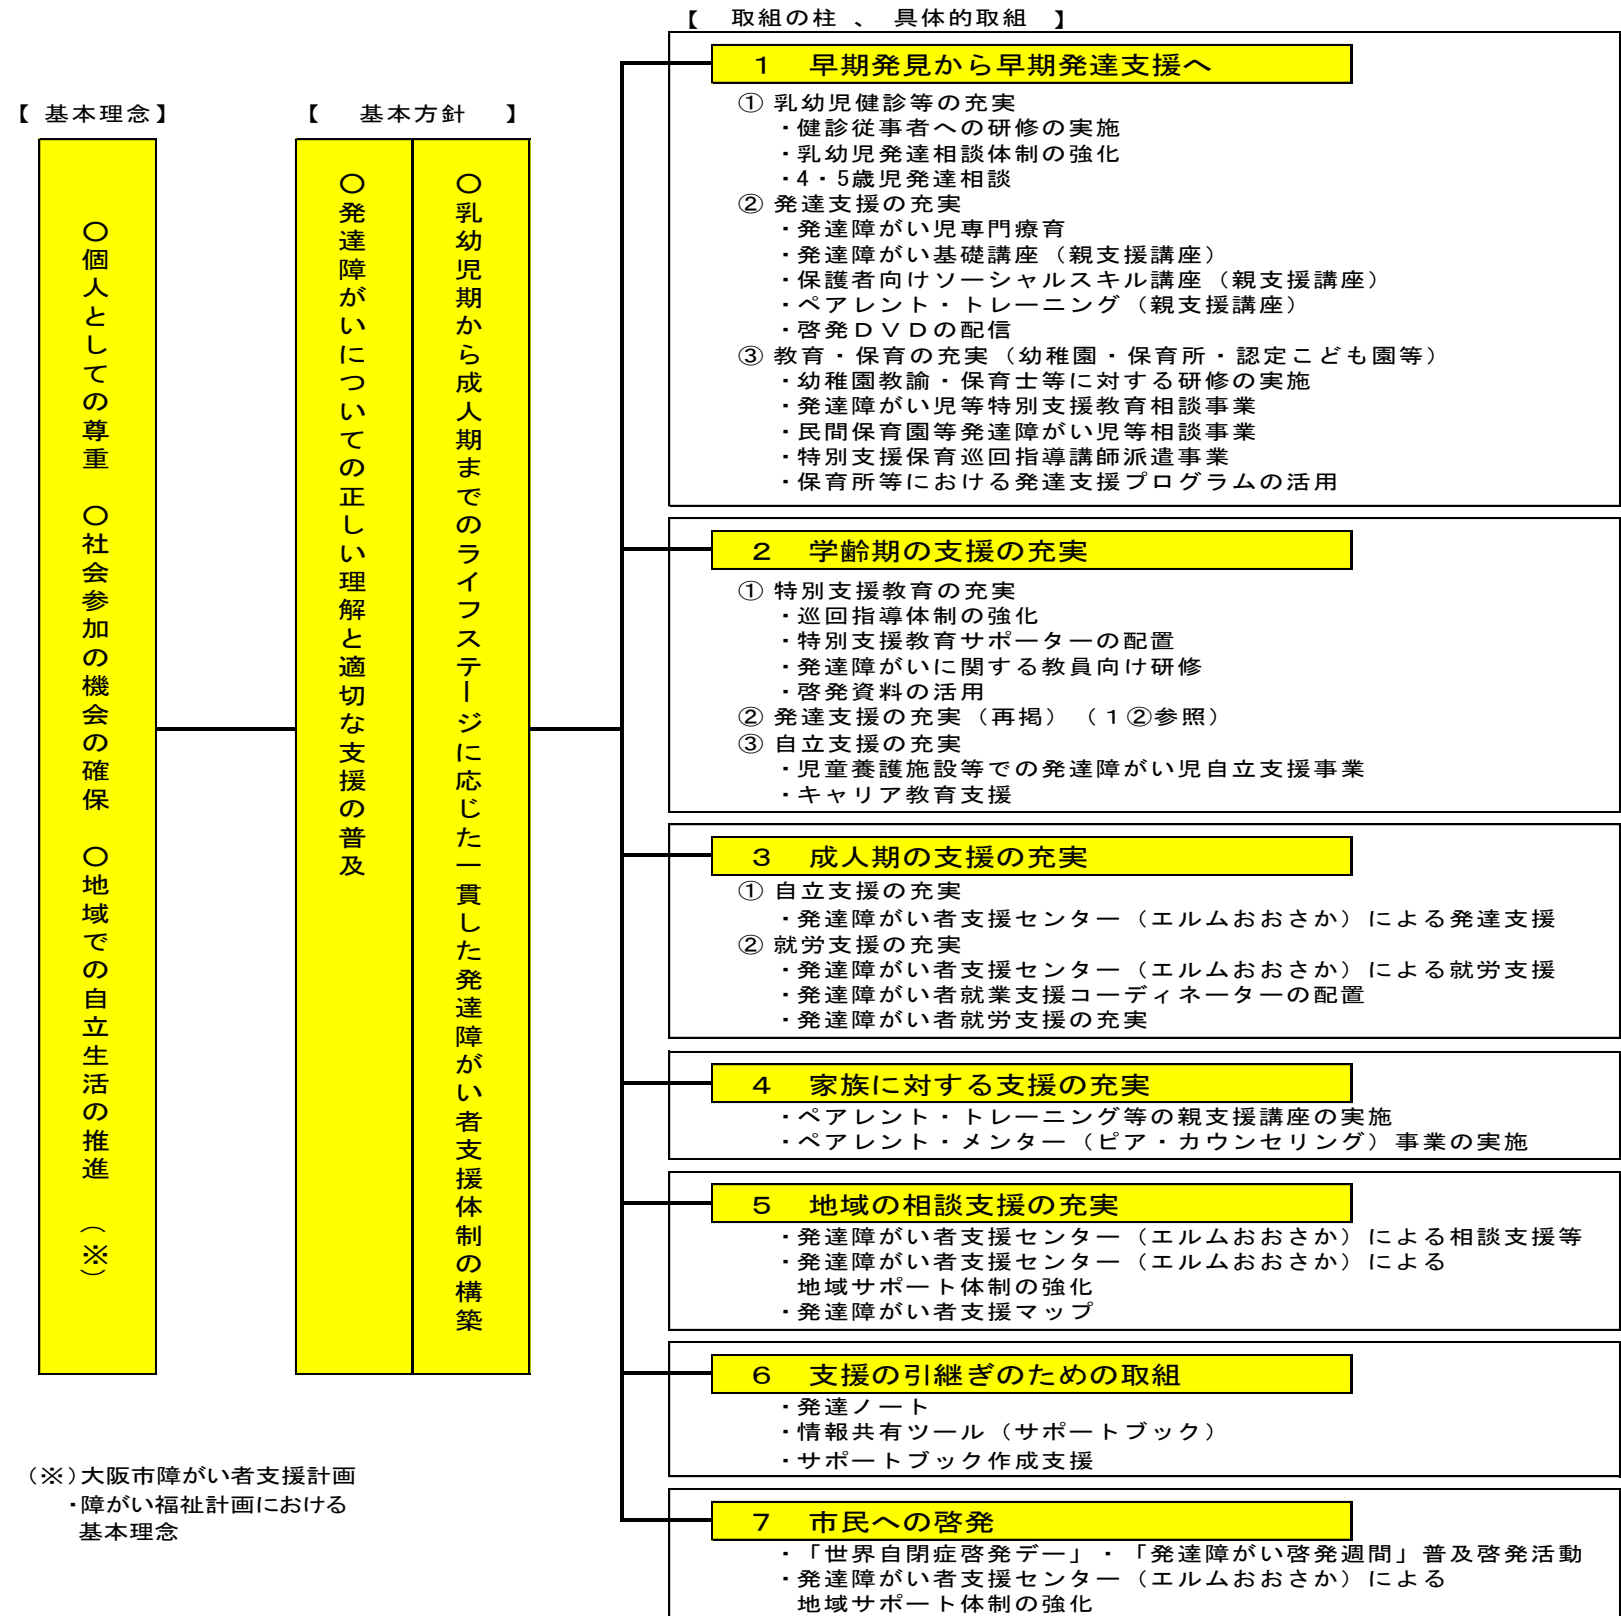 【 基本理念】
〇個人としての尊重　〇社会参加の機会の確保　〇地域での自立生活の推進　（※）
【　基本方針　】
〇乳幼児期から成人期までのライフステージに応じた一貫した発達障がい者支援体制の構築
〇発達障がいについての正しい理解と適切な支援の普及
【　取組の柱 、 具体的取組　】
１　早期発見から早期発達支援へ
① 乳幼児健診等の充実
・健診従事者への研修の実施
・乳幼児発達相談体制の強化
・4・5歳児発達相談
② 発達支援の充実
・発達障がい児専門療育
・発達障がい基礎講座（親支援講座）
・保護者向けソーシャルスキル講座（親支援講座）
・ペアレント・トレーニング（親支援講座）
・啓発ＤＶＤの配信
③ 教育・保育の充実（幼稚園・保育所・認定こども園等）
・幼稚園教諭・保育士等に対する研修の実施
・発達障がい児等特別支援教育相談事業
・民間保育園等発達障がい児等相談事業
・特別支援保育巡回指導講師派遣事業
・保育所等における発達支援プログラムの活用
２　学齢期の支援の充実
① 特別支援教育の充実
・巡回指導体制の強化
・特別支援教育サポーターの配置
・発達障がいに関する教員向け研修
・啓発資料の活用
② 発達支援の充実（再掲）（１②参照）
③ 自立支援の充実
・児童養護施設等での発達障がい児自立支援事業
・キャリア教育支援
３　成人期の支援の充実
① 自立支援の充実
・発達障がい者支援センター（エルムおおさか）による発達支援
② 就労支援の充実
・発達障がい者支援センター（エルムおおさか）による就労支援
・発達障がい者就業支援コーディネーターの配置
・発達障がい者就労支援の充実
４　家族に対する支援の充実
・ペアレント・トレーニング等の親支援講座の実施
・ペアレント・メンター（ピア・カウンセリング）事業の実施
５　地域の相談支援の充実
・発達障がい者支援センター（エルムおおさか）による相談支援等
・発達障がい者支援センター（エルムおおさか）による
地域サポート体制の強化
・発達障がい者支援マップ
６　支援の引継ぎのための取組
・発達ノート
・情報共有ツール（サポートブック）
・サポートブック作成支援
７　市民への啓発
・「世界自閉症啓発デー」・「発達障がい啓発週間」普及啓発活動
・発達障がい者支援センター（エルムおおさか）による
地域サポート体制の強化
（※）大阪市障がい者支援計画
・障がい福祉計画における
基本理念